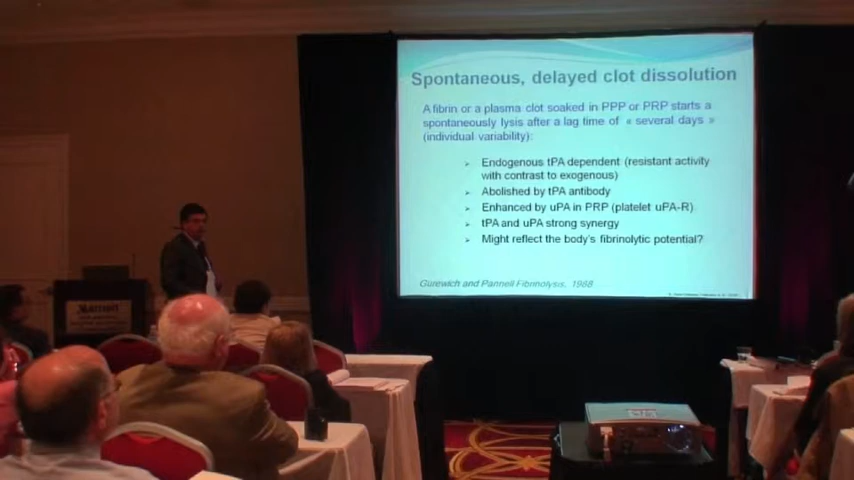 Spontaneous, delayed clot dissolution
A fibrin or a plasma clot soaked in PPP or PRP starts a
spontaneously lysis after a lag time of « several days »
(individual variability):
Endogenous tPA dependent (resistant activity
with contrast to exogenous)
Abolished by tPA antibody
Enhanced by uPA in PRP (platelet uPA-R)
tPA and uPA strong synergy
Might reflect the body's fibrinolytic potential?
Gurewich and Pannell Fibrinolysis, 1988
Marriott